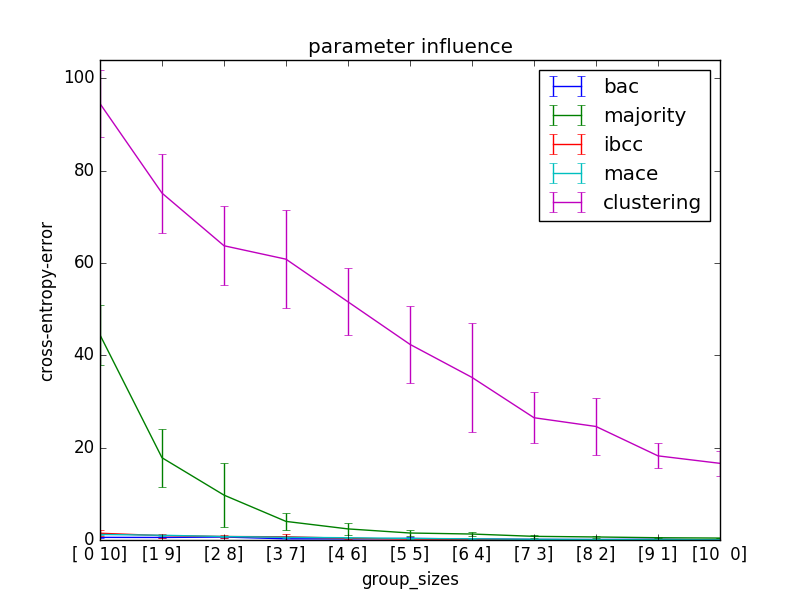 parameter influence
100
80
60
40
20
0
cross-entropy-error
bac
majority
ibcc
mace
clustering
[ 0 10] [1 9] [2 8] [3 7] [4 6] [5 5] [6 4] [7 3] [8 2] [9 1] [10  0]
group_sizes